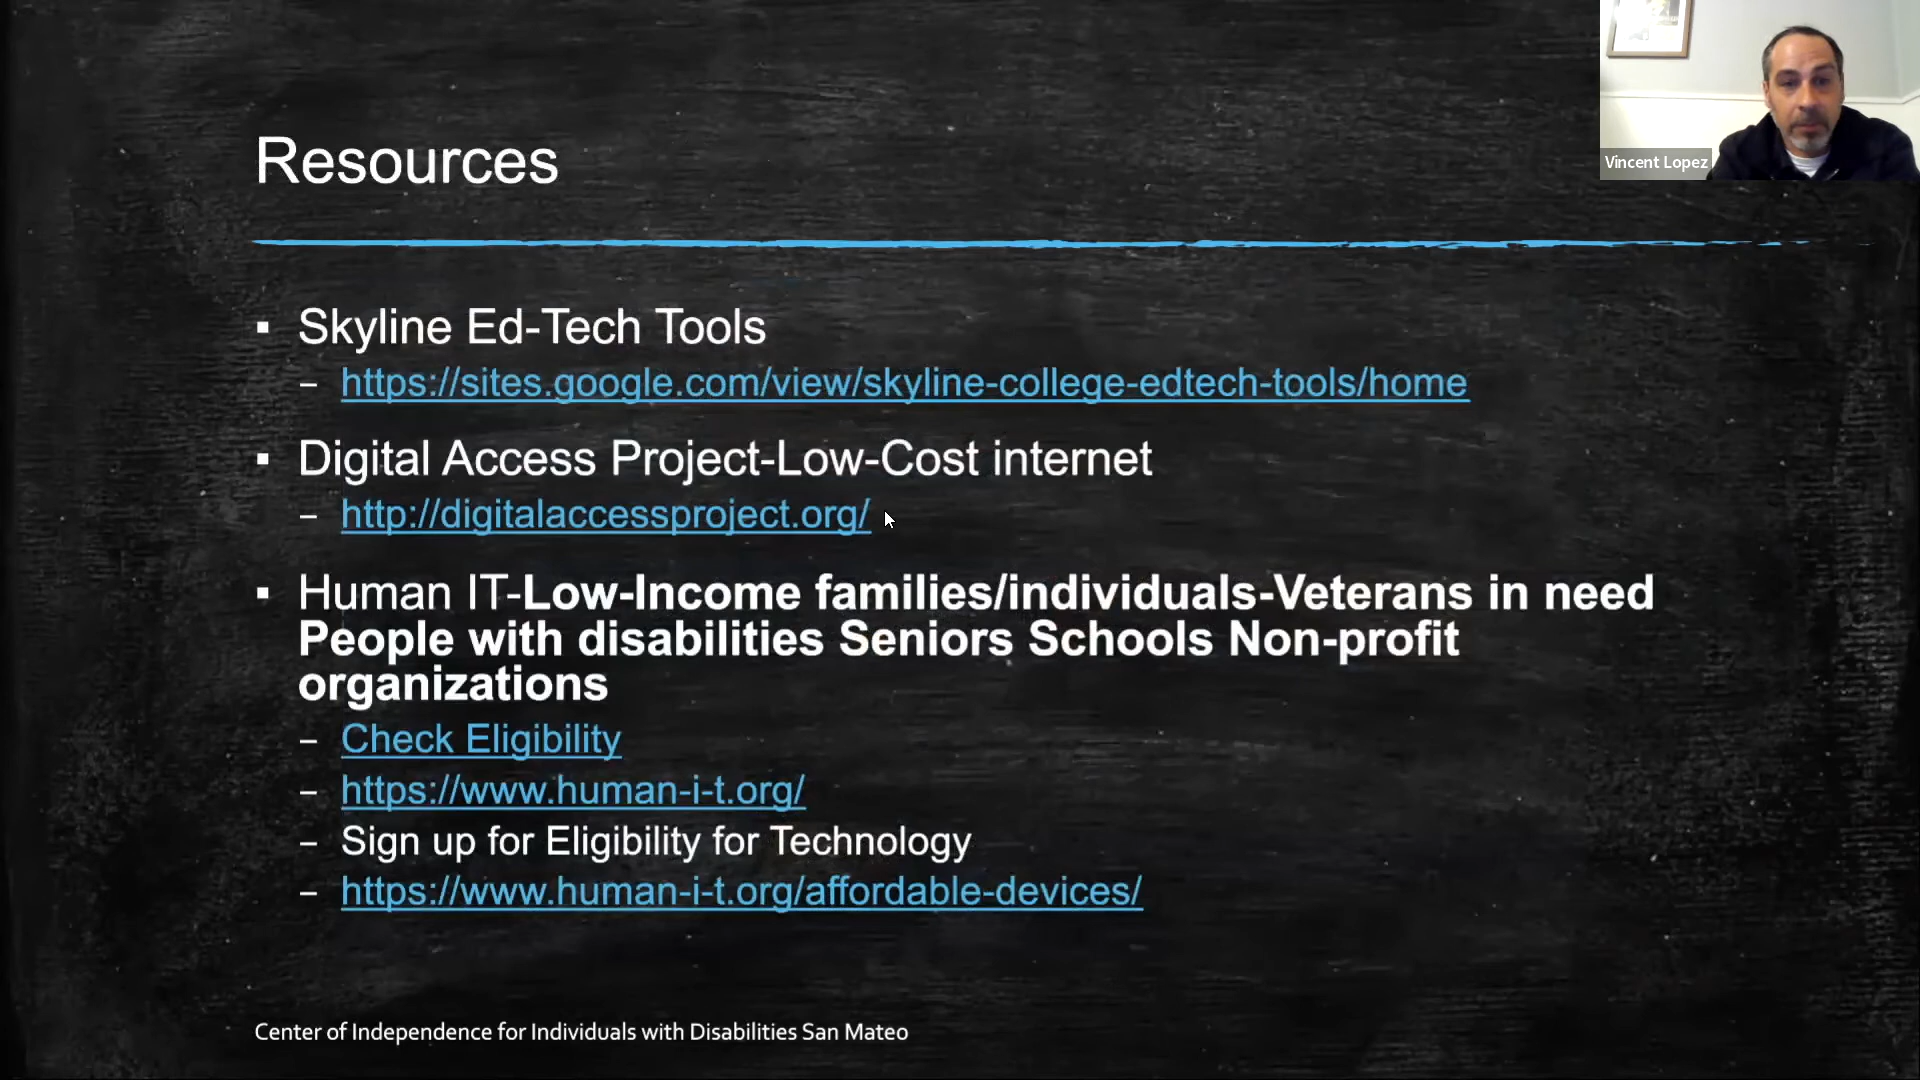 Vincent Lopez
Resources
▪ Skyline Ed-Tech Tools
– https://sites.google.com/view/skyline-college-edtech-tools/home
▪ Digital Access Project-Low-Cost internet
– http://digitalaccessproject.org/
▪ Human IT-Low-Income families/individuals-Veterans in need
People with disabilities Seniors Schools Non-profit
organizations
– Check Eligibility
– https://www.human-i-t.org/
– Sign up for Eligibility for Technology
– https://www.human-i-t.org/affordable-devices/
Center of Independence for Individuals with Disabilities San Mateo